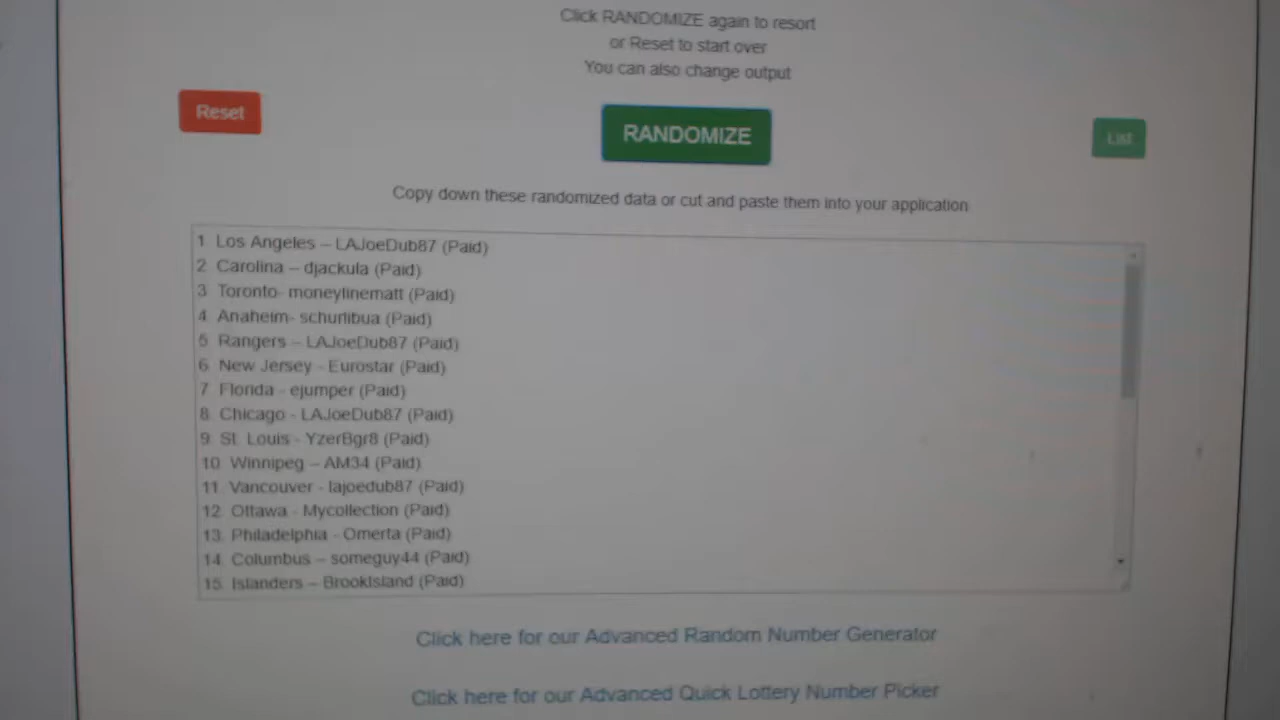 Click RANDOMIZE again to resort
or Reset to start over
You can also change output
Reset
RANDOMIZE
List
Copy down these randomized data or cut and paste them into your application
1 Los Angeles – LAJoeDub87 (Paid)
2 Carolina – djackula (Paid)
3 Toronto- moneylinematt (Paid)
4 Anaheim- schurlibua (Paid)
5 Rangers – LAJoeDub87 (Paid)
6 New Jersey - Eurostar (Paid)
7 Florida - ejumper (Paid)
8 Chicago - LAJoeDub87 (Paid)
9 St. Louis - YzerBgr8 (Paid)
10 Winnipeg – AM34 (Paid)
11 Vancouver - lajoedub87 (Paid)
12 Ottawa - Mycollection (Paid)
13 Philadelphia - Omerta (Paid)
14 Columbus – someguy44 (Paid)
15 Islanders – BrookIsland (Paid)
Click here for our Advanced Random Number Generator
Click here for our Advanced Quick Lottery Number Picker